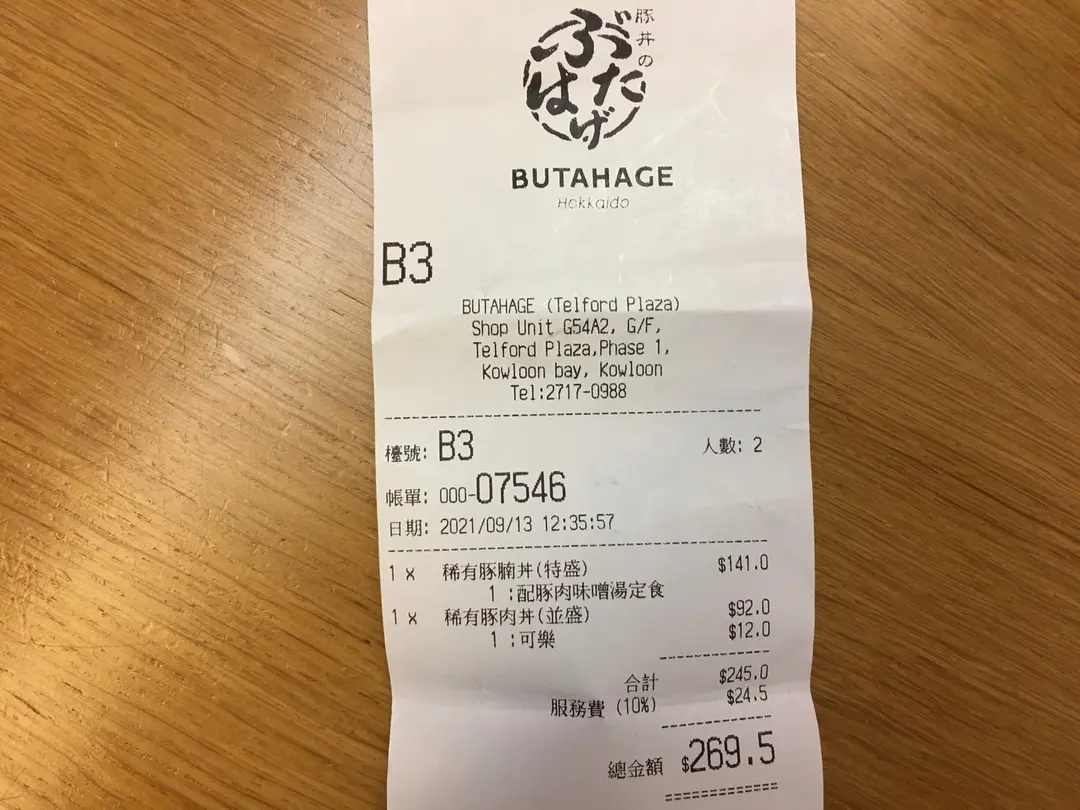 豚丼の
ぶたはげ
BUTAHAGE
Hokkaido
B3
BUTAHAGE (Telford Plaza)
Shop Unit G54A2, G/F,
Telford Plaza,Phase 1,
Kowloon bay, Kowloon
Tel:2717-0988
檯號: B3 人數: 2
帳單: 000-07546
日期: 2021/09/13 12:35:57
1 x 稀有豚腩丼(特盛) $141.0
1 :配豚肉味噌湯定食
1 x 稀有豚肉丼(並盛) $92.0
1 :可樂 $12.0
合計 $245.0
服務費 (10%) $24.5
總金額 $269.5